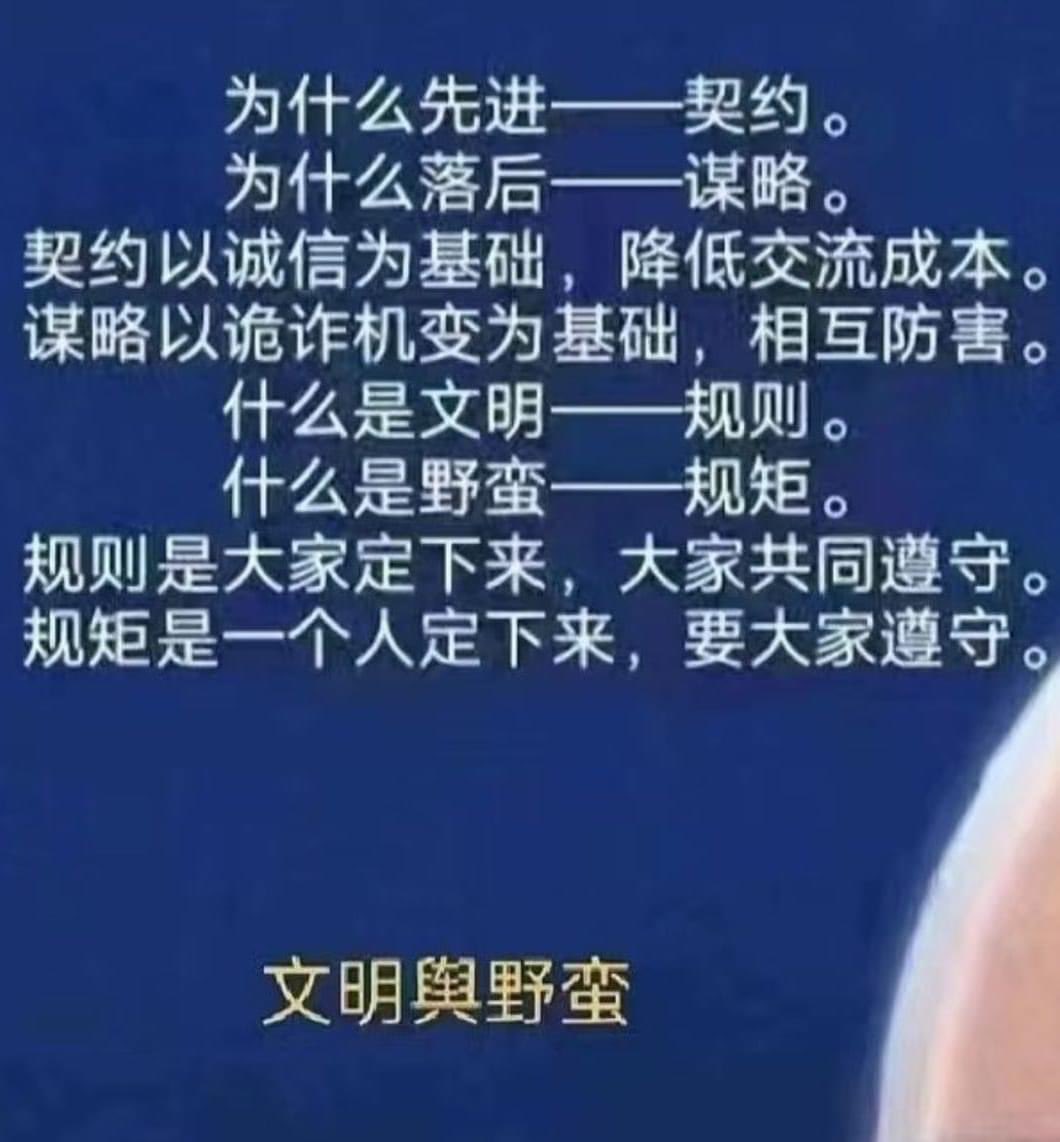 为什么先进——契约。
为什么落后——谋略。
契约以诚信为基础，降低交流成本。
谋略以诡诈机变为基础，相互防害。
什么是文明——规则。
什么是野蛮——规矩。
规则是大家定下来，大家共同遵守。
规矩是一个人定下来，要大家遵守。
文明舆野蛮